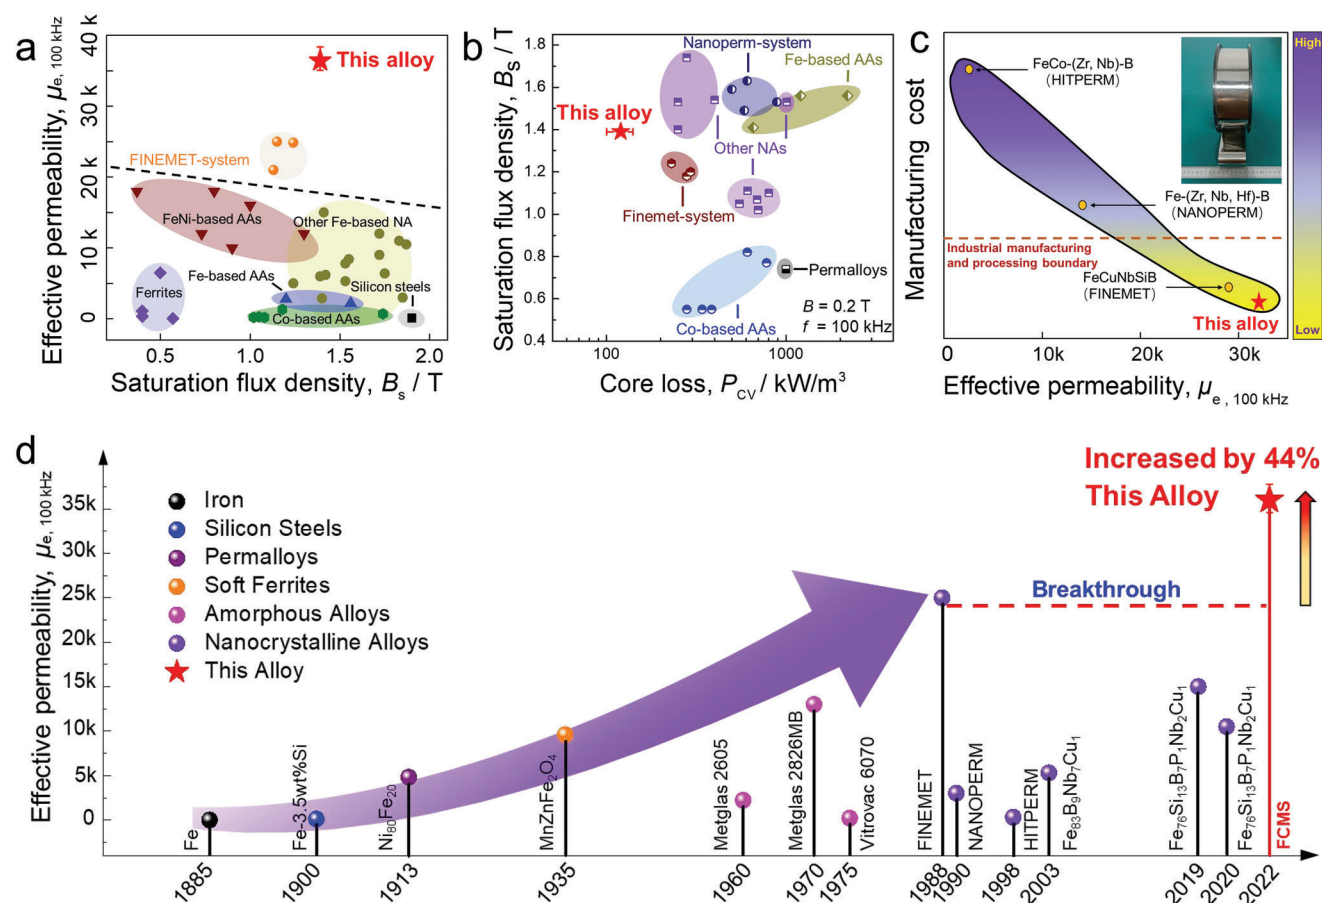 a
Effective permeability, μe, 100 kHz
40 k
30 k
20 k
10 k
0
This alloy
FINEMET-system
FeNi-based AAs
Other Fe-based NA
Fe-based AAs
Ferrites
Silicon steels
Co-based AAs
0.5
1.0
1.5
2.0
Saturation flux density, Bs / T
b
Saturation flux density, Bs / T
1.8
1.6
1.4
1.2
1.0
0.8
0.6
0.4
Nanoperm-system
Fe-based AAs
This alloy
Other NAs
Finemet-system
Permalloys
Co-based AAs
B = 0.2 T
f = 100 kHz
100
1000
Core loss, PCV / kW/m³
c
Manufacturing cost
FeCo-(Zr, Nb)-B
(HITPERM)
Fe-(Zr, Nb, Hf)-B
(NANOPERM)
Industrial manufacturing
and processing boundary
FeCuNbSiB
(FINEMET)
This alloy
High
Low
0
10k
20k
30k
Effective permeability, μe , 100 kHz
d
Effective permeability, μe, 100 kHz
35k
30k
25k
20k
15k
10k
5k
0
Iron
Silicon Steels
Permalloys
Soft Ferrites
Amorphous Alloys
Nanocrystalline Alloys
This Alloy
Increased by 44%
This Alloy
Breakthrough
Fe
Fe-3.5wt%Si
Ni80Fe20
MnZnFe2O4
Metglas 2605
Metglas 2826MB
Vitrovac 6070
FINEMET
NANOPERM
HITPERM
Fe83B9Nb7Cu1
Fe76Si13B7P1Nb2Cu1
Fe76Si13B7P1Nb2Cu1
FCMS
1885
1900
1913
1935
1960
1970
1975
1988
1990
1998
2003
2019
2020
2022